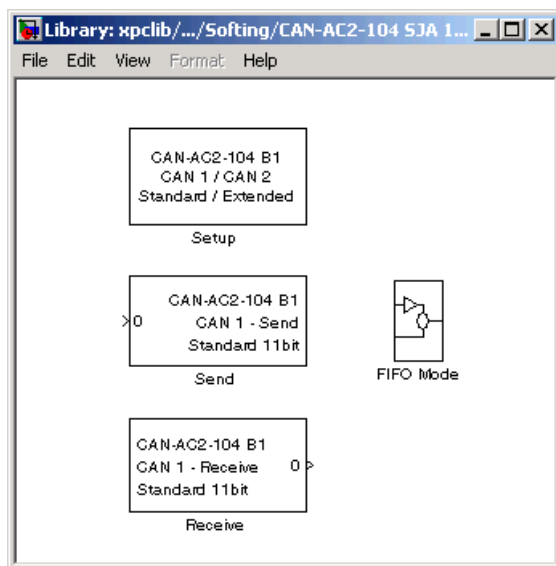 Library: xpclib/.../Softing/CAN-AC2-104 SJA 1...
File Edit View Format Help
CAN-AC2-104 B1
CAN 1 / CAN 2
Standard / Extended
Setup
CAN-AC2-104 B1
0 CAN 1 - Send
Standard 11bit
Send
FIFO Mode
CAN-AC2-104 B1
CAN 1 - Receive 0
Standard 11bit
Receive